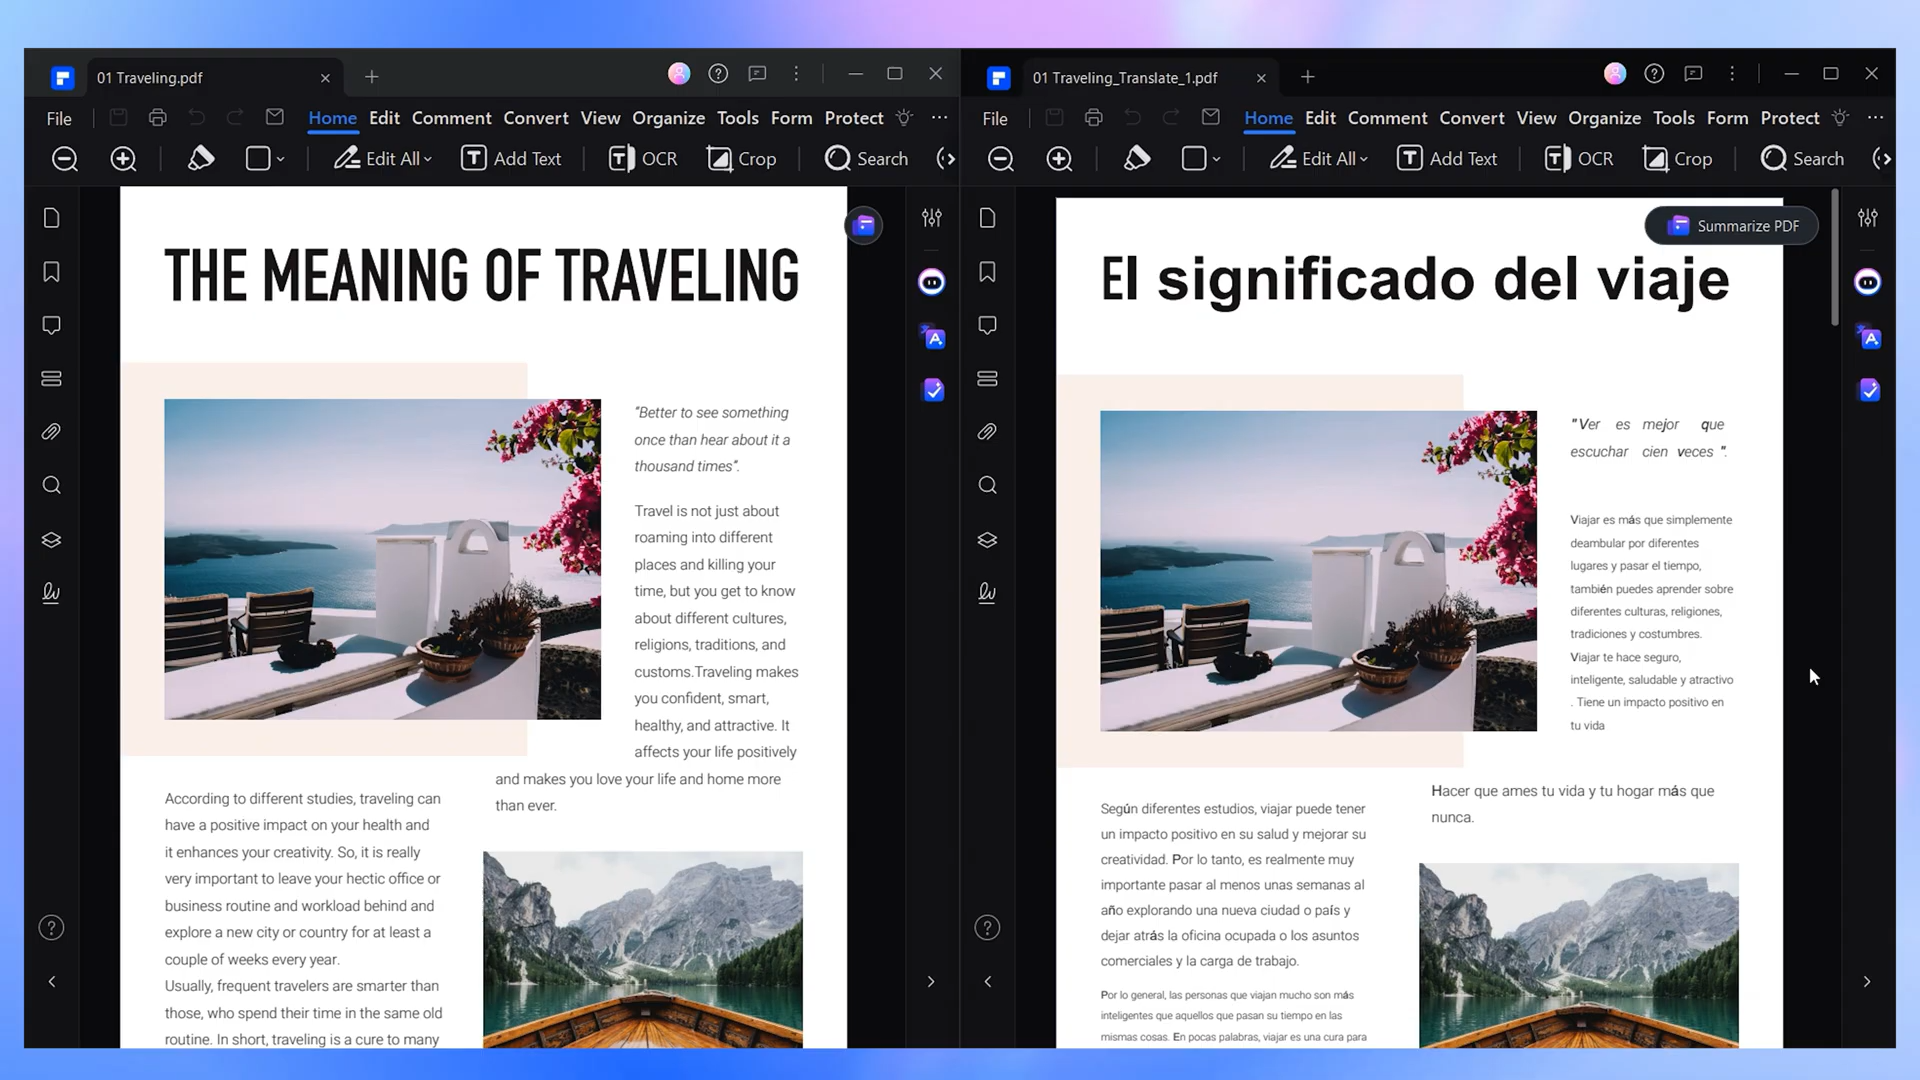 01 Traveling.pdf
File
Home Edit Comment Convert View Organize Tools Form Protect
Edit All
Add Text
OCR
Crop
Search
THE MEANING OF TRAVELING
“Better to see something
once than hear about it a
thousand times”.
Travel is not just about
roaming into different
places and killing your
time, but you get to know
about different cultures,
religions, traditions, and
customs.Traveling makes
you confident, smart,
healthy, and attractive. It
affects your life positively
and makes you love your life and home more
than ever.
According to different studies, traveling can
have a positive impact on your health and
it enhances your creativity. So, it is really
very important to leave your hectic office or
business routine and workload behind and
explore a new city or country for at least a
couple of weeks every year.
Usually, frequent travelers are smarter than
those, who spend their time in the same old
routine. In short, traveling is a cure to many
01 Traveling_Translate_1.pdf
File
Home Edit Comment Convert View Organize Tools Form Protect
Edit All
Add Text
OCR
Crop
Search
Summarize PDF
El significado del viaje
"Ver es mejor que
escuchar cien veces ".
Viajar es más que simplemente
deambular por diferentes
lugares y pasar el tiempo,
también puedes aprender sobre
diferentes culturas, religiones,
tradiciones y costumbres.
Viajar te hace seguro,
inteligente, saludable y atractivo
. Tiene un impacto positivo en
tu vida
Hacer que ames tu vida y tu hogar más que
nunca.
Según diferentes estudios, viajar puede tener
un impacto positivo en su salud y mejorar su
creatividad. Por lo tanto, es realmente muy
importante pasar al menos unas semanas al
año explorando una nueva ciudad o país y
dejar atrás la oficina ocupada o los asuntos
comerciales y la carga de trabajo.
Por lo general, las personas que viajan mucho son más
inteligentes que aquellos que pasan su tiempo en las
mismas cosas. En pocas palabras, viajar es una cura para